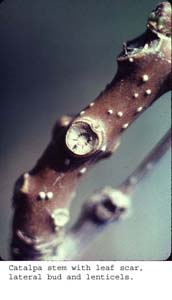 Catalpa stem with leaf scar,
lateral bud and lenticels.